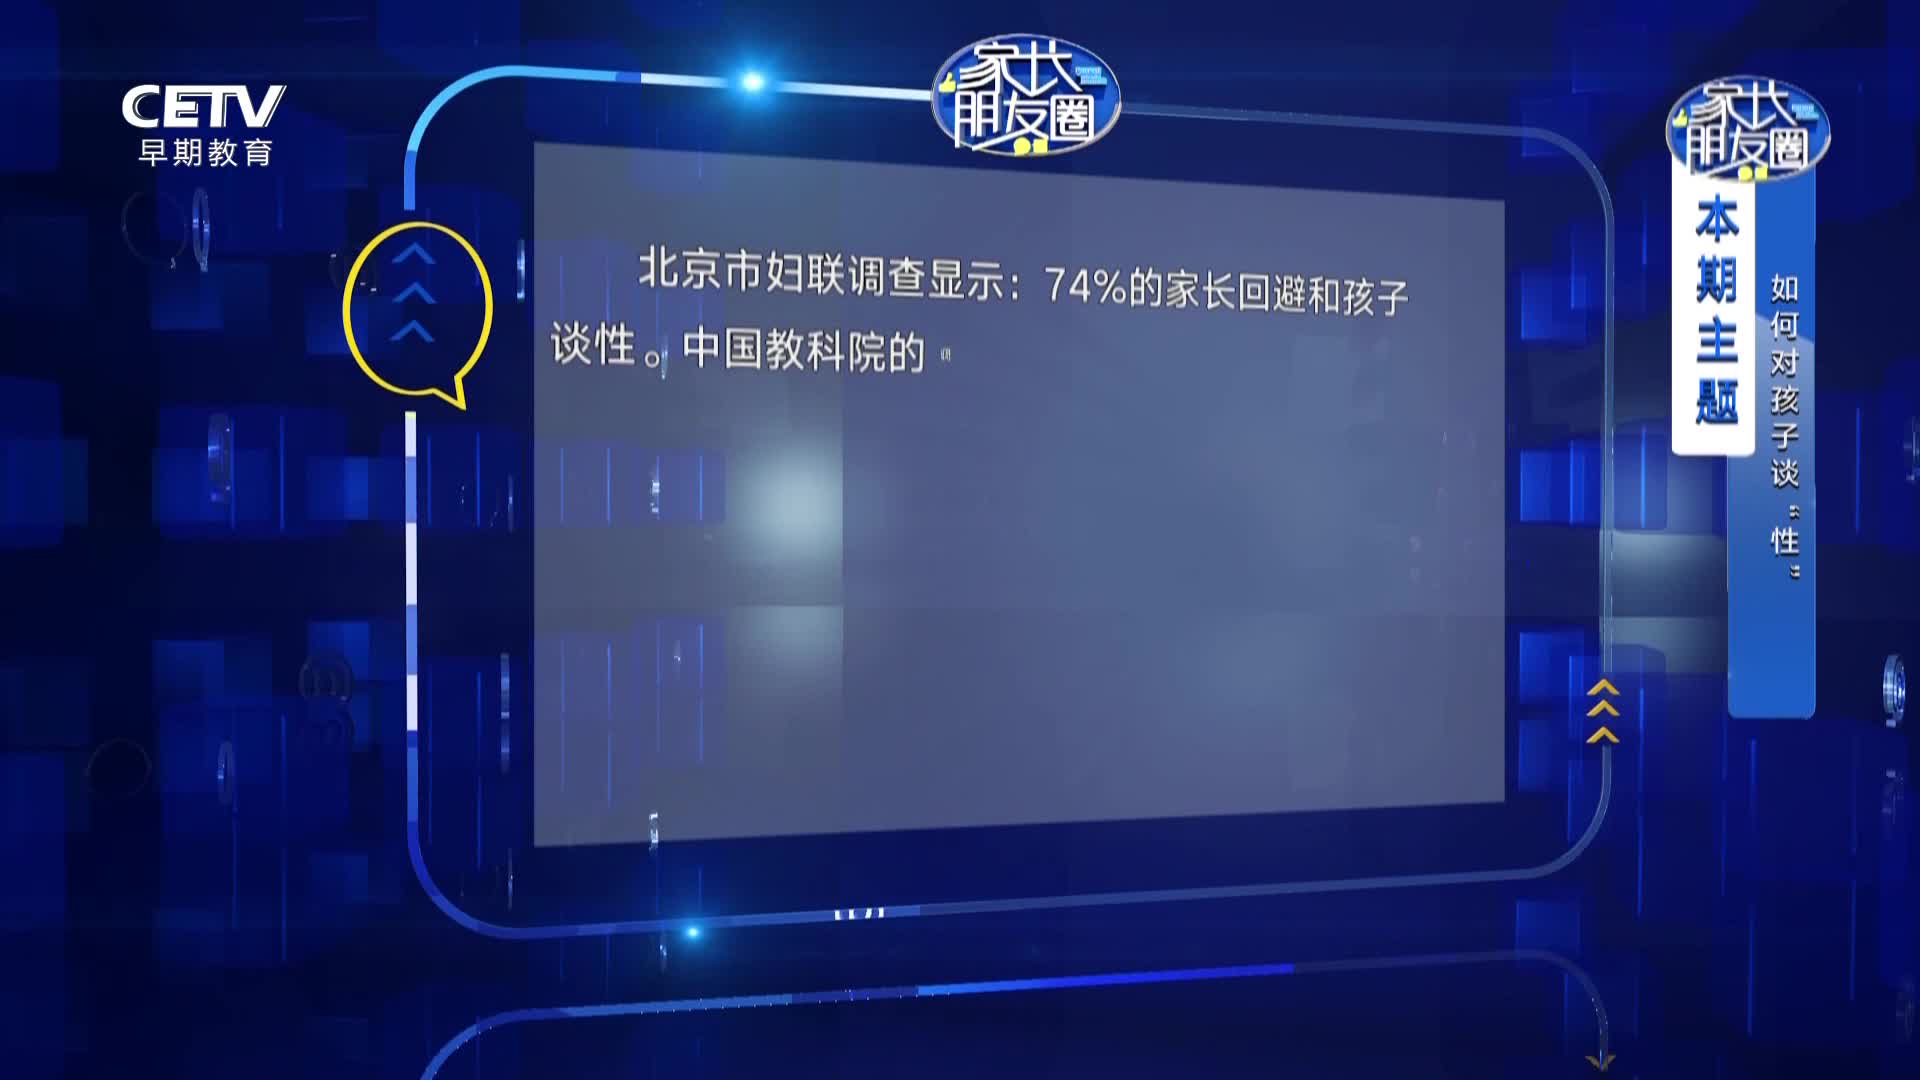 CETV
早期教育
家长
朋友圈
北京市妇联调查显示：74%的家长回避和孩子
谈性。中国教科院的
家长
朋友圈
本期主题
如何对孩子谈“性”